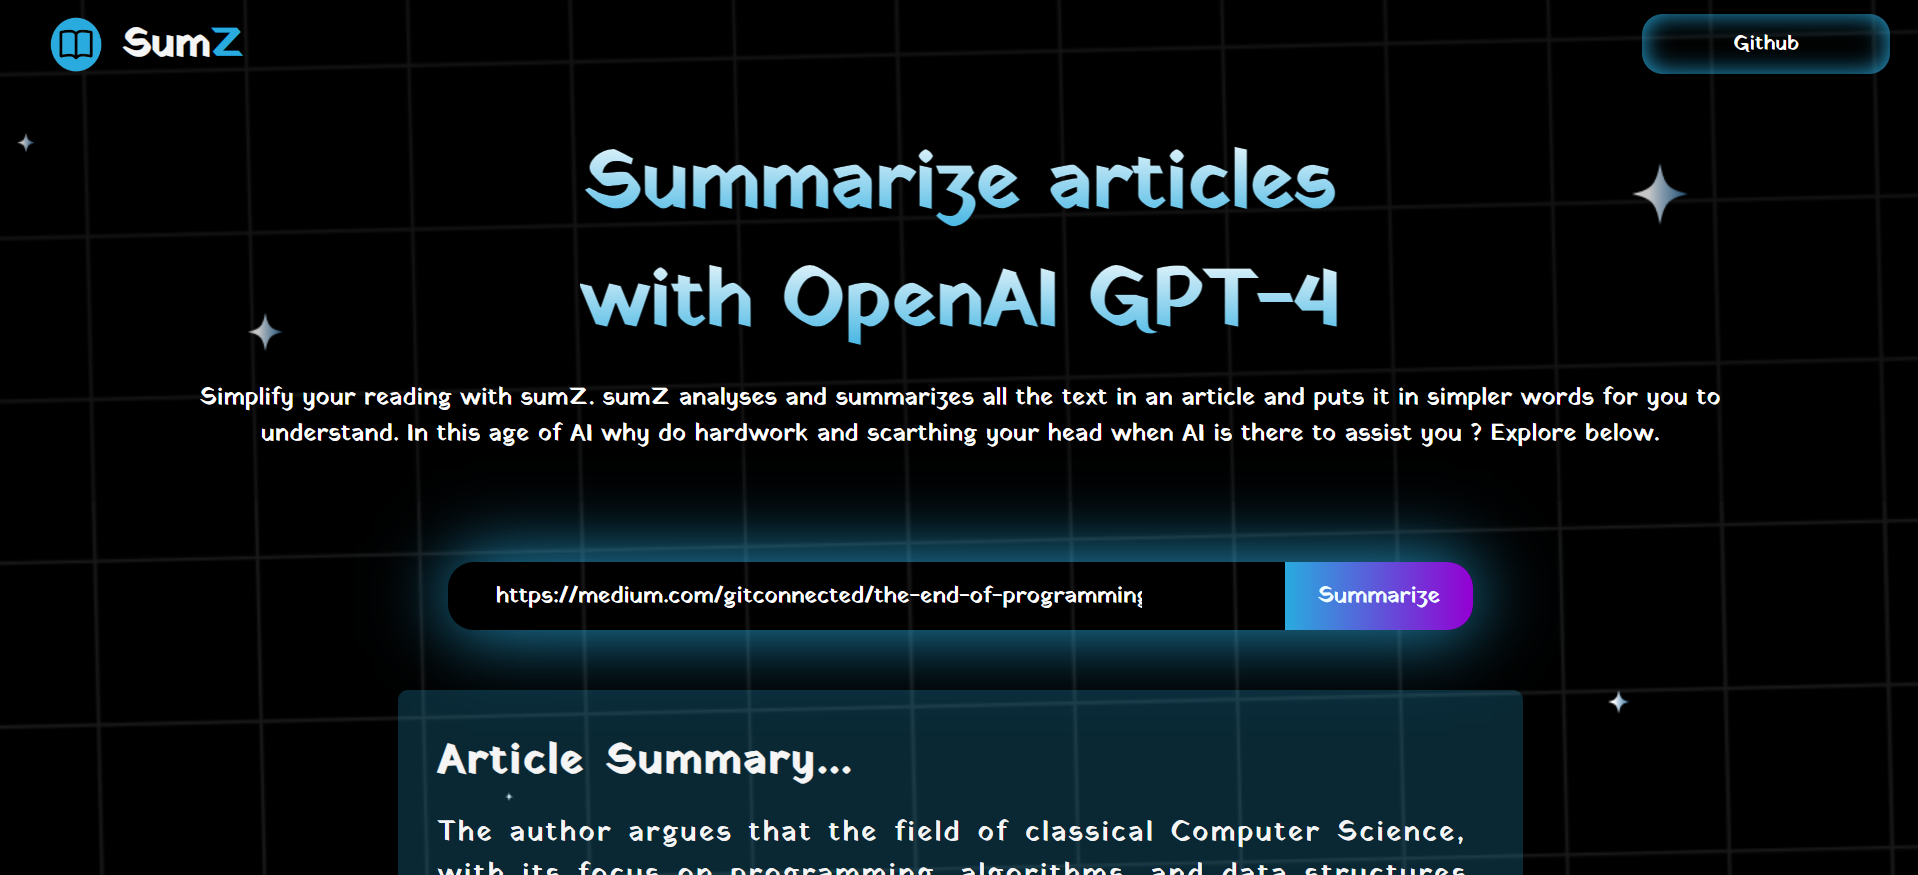 SumZ
Github
Summarize articles
with OpenAI GPT-4
Simplify your reading with sumZ. sumZ analyses and summarizes all the text in an article and puts it in simpler words for you to
understand. In this age of AI why do hardwork and scarthing your head when AI is there to assist you ? Explore below.
https://medium.com/gitconnected/the-end-of-programming
Summarize
Article Summary...
The author argues that the field of classical Computer Science,
with its focus on programming, algorithms, and data structures